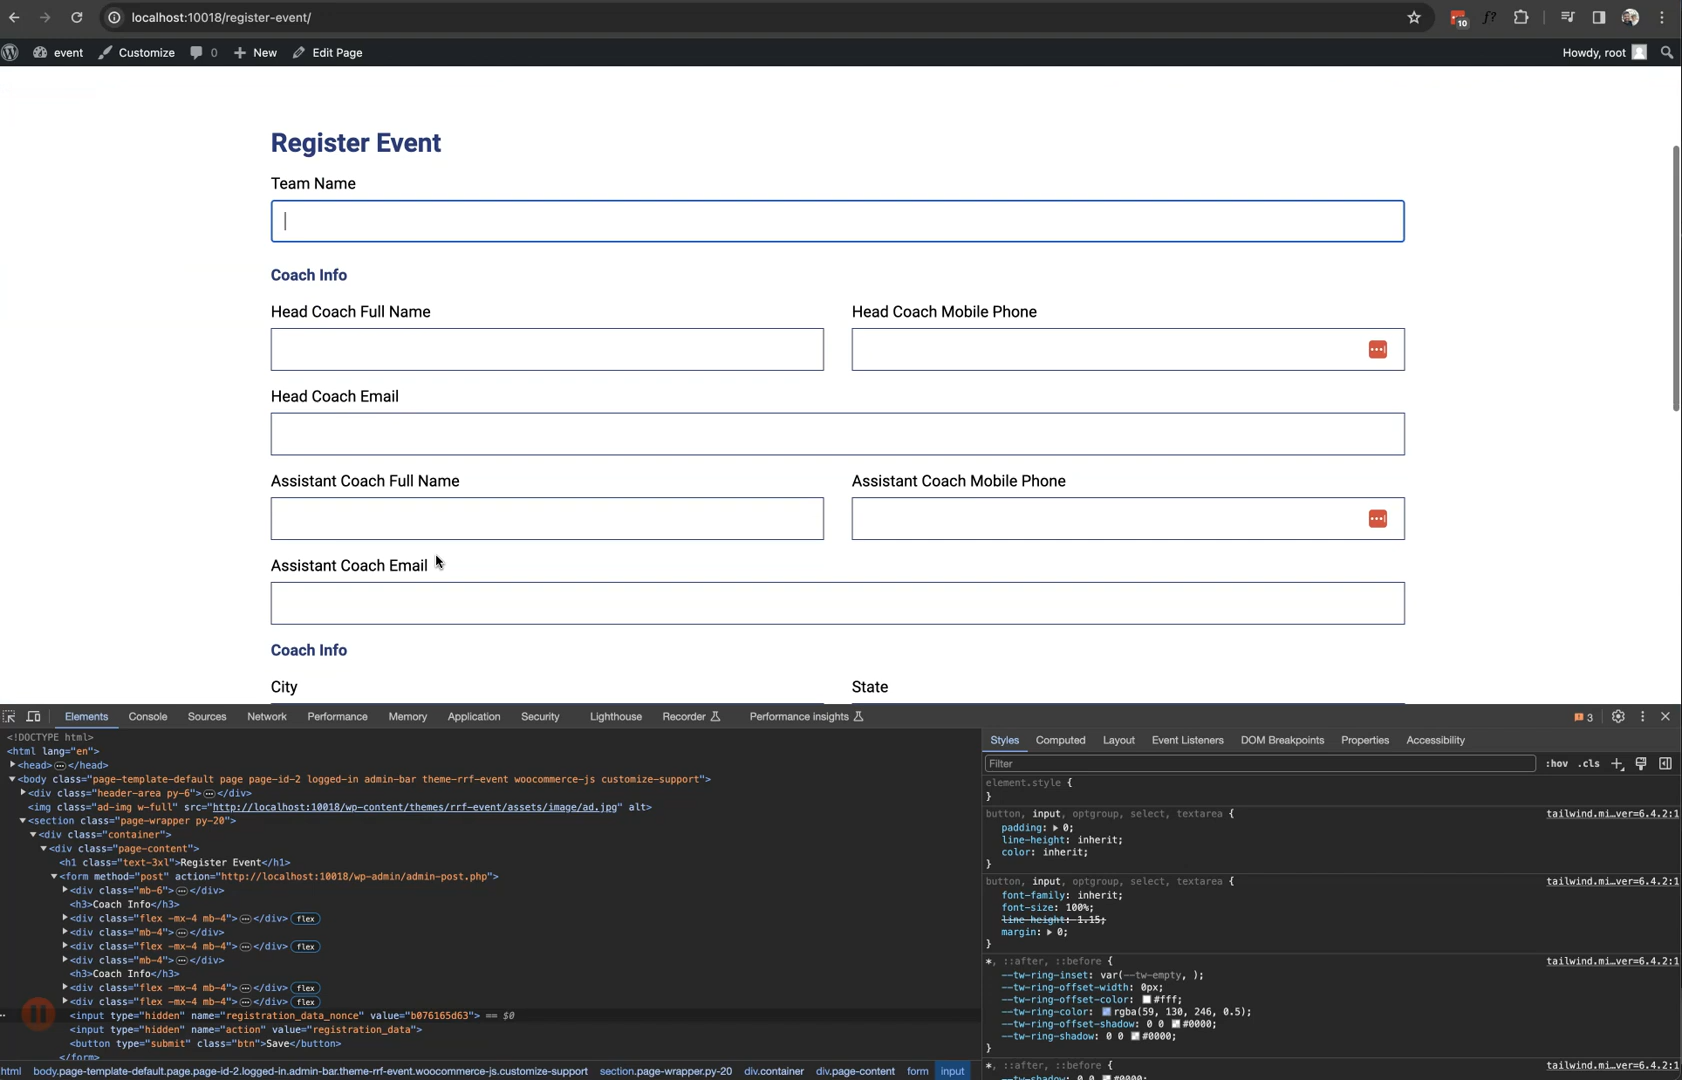 localhost:10018/register-event/
10
f?
event Customize 0 New Edit Page Howdy, root
Register Event
Team Name
Coach Info
Head Coach Full Name Head Coach Mobile Phone
Head Coach Email
Assistant Coach Full Name Assistant Coach Mobile Phone
Assistant Coach Email
Coach Info
City State
Elements Console Sources Network Performance Memory Application Security Lighthouse Recorder Performance insights 3
<!DOCTYPE html>
<html lang="en">
<head>…</head>
<body class="page-template-default page page-id-2 logged-in admin-bar theme-rrf-event woocommerce-js customize-support">
<div class="header-area py-6">…</div>
<img class="ad-img w-full" src="http://localhost:10018/wp-content/themes/rrf-event/assets/image/ad.jpg" alt>
<section class="page-wrapper py-20">
<div class="container">
<div class="page-content">
<h1 class="text-3xl">Register Event</h1>
<form method="post" action="http://localhost:10018/wp-admin/admin-post.php">
<div class="mb-6">…</div>
<h3>Coach Info</h3>
<div class="flex -mx-4 mb-4">…</div> flex
<div class="mb-4">…</div>
<div class="flex -mx-4 mb-4">…</div> flex
<div class="mb-4">…</div>
<h3>Coach Info</h3>
<div class="flex -mx-4 mb-4">…</div> flex
<div class="flex -mx-4 mb-4">…</div> flex
<input type="hidden" name="registration_data_nonce" value="b076165d63"> == $0
<input type="hidden" name="action" value="registration_data">
<button type="submit" class="btn">Save</button>
</form>
html body.page-template-default.page.page-id-2.logged-in.admin-bar.theme-rrf-event.woocommerce-js.customize-support section.page-wrapper.py-20 div.container div.page-content form input
Styles Computed Layout Event Listeners DOM Breakpoints Properties Accessibility
Filter :hov .cls
element.style {
}
button, input, optgroup, select, textarea { tailwind.mi…ver=6.4.2:1
padding: 0;
line-height: inherit;
color: inherit;
}
button, input, optgroup, select, textarea { tailwind.mi…ver=6.4.2:1
font-family: inherit;
font-size: 100%;
line-height: 1.15;
margin: 0;
}
*, ::after, ::before { tailwind.mi…ver=6.4.2:1
--tw-ring-inset: var(--tw-empty, );
--tw-ring-offset-width: 0px;
--tw-ring-offset-color: #fff;
--tw-ring-color: rgba(59, 130, 246, 0.5);
--tw-ring-offset-shadow: 0 0 #0000;
--tw-ring-shadow: 0 0 #0000;
}
*, ::after, ::before { tailwind.mi…ver=6.4.2:1
--tw-shadow: 0 0 #0000;